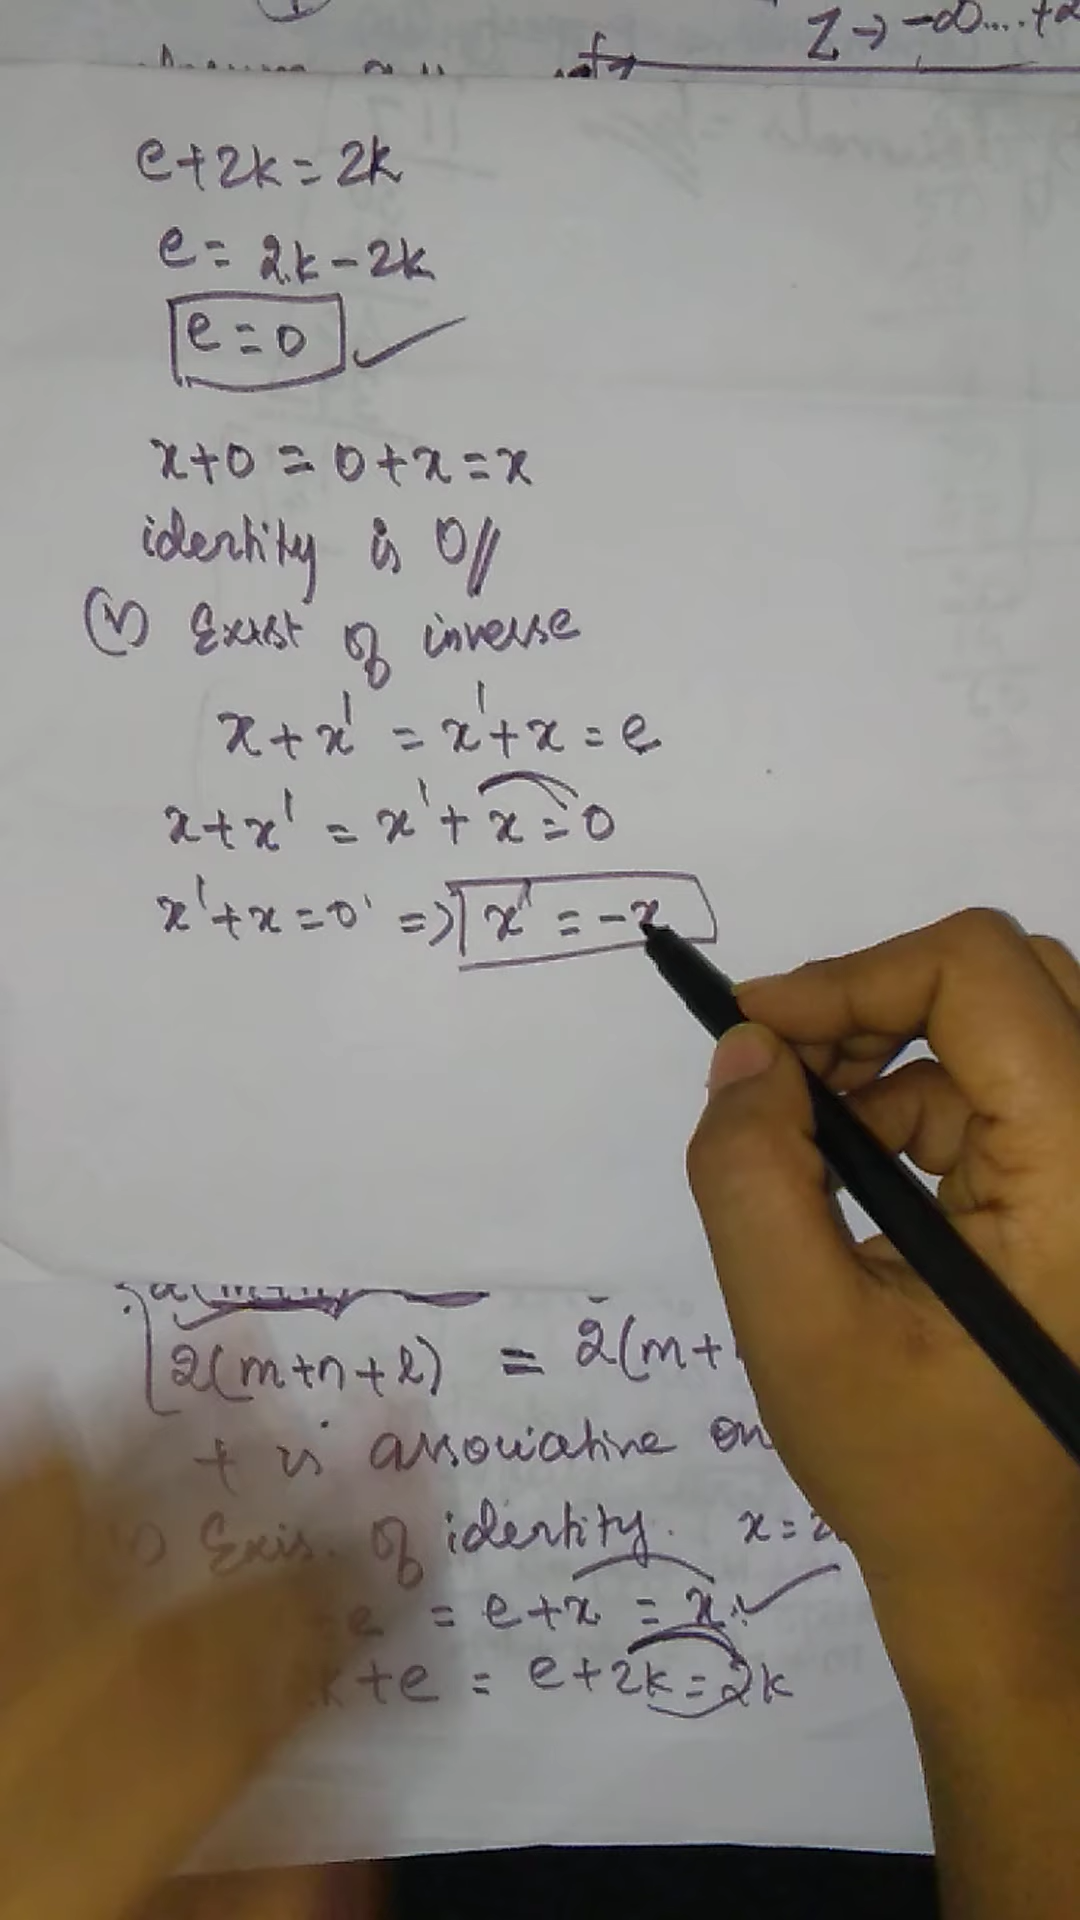 Z → -∞....+∞
e+2k=2k
e=2k-2k
e=0
x+0=0+x=x
identity is 0//
(v) Exist of inverse
x+x'=x'+x=e
x+x'=x'+x=0
x'+x=0 => x'=-x
2(m+n+l) = 2(m+
+ is associative on
Exis. of identity. x=2
e = e+x = x
k+e = e+2k=2k